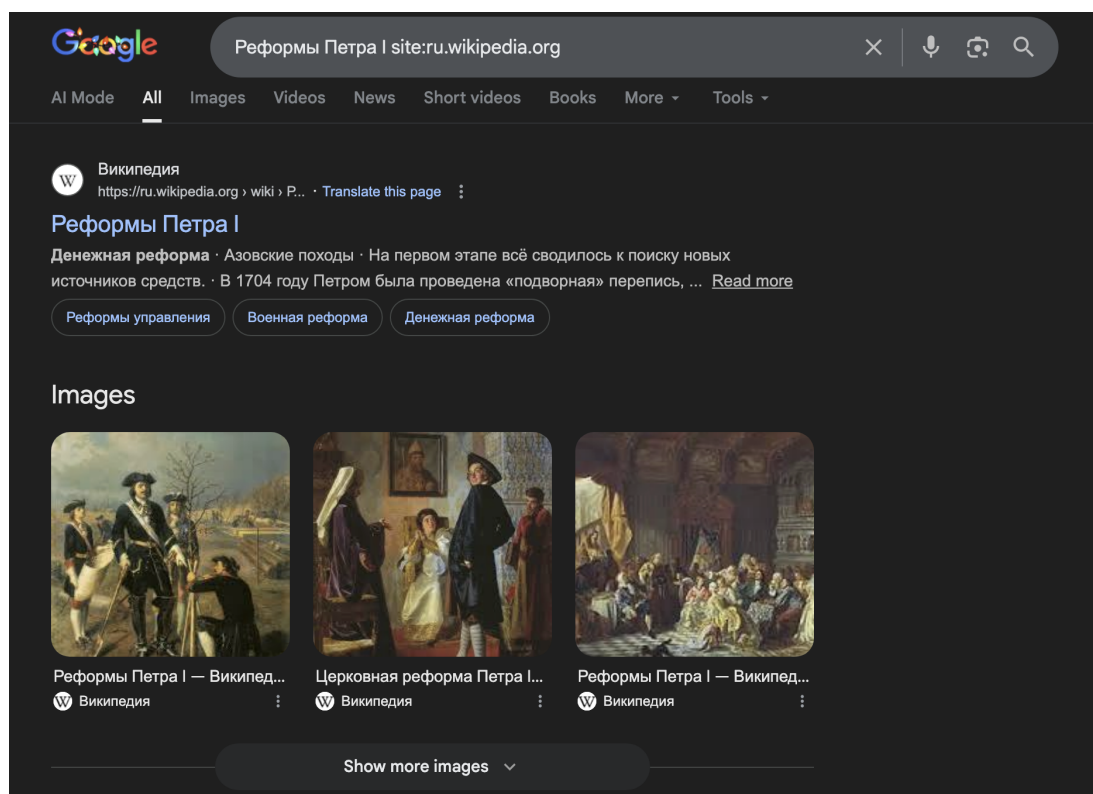 Google
Реформы Петра I site:ru.wikipedia.org
AI Mode All Images Videos News Short videos Books More Tools
W
Википедия
https://ru.wikipedia.org › wiki › Р... · Translate this page
Реформы Петра I
Денежная реформа · Азовские походы · На первом этапе всё сводилось к поиску новых
источников средств. · В 1704 году Петром была проведена «подворная» перепись, ... Read more
Реформы управления Военная реформа Денежная реформа
Images
Реформы Петра I — Википед... Церковная реформа Петра I... Реформы Петра I — Википед...
W Википедия W Википедия W Википедия
Show more images